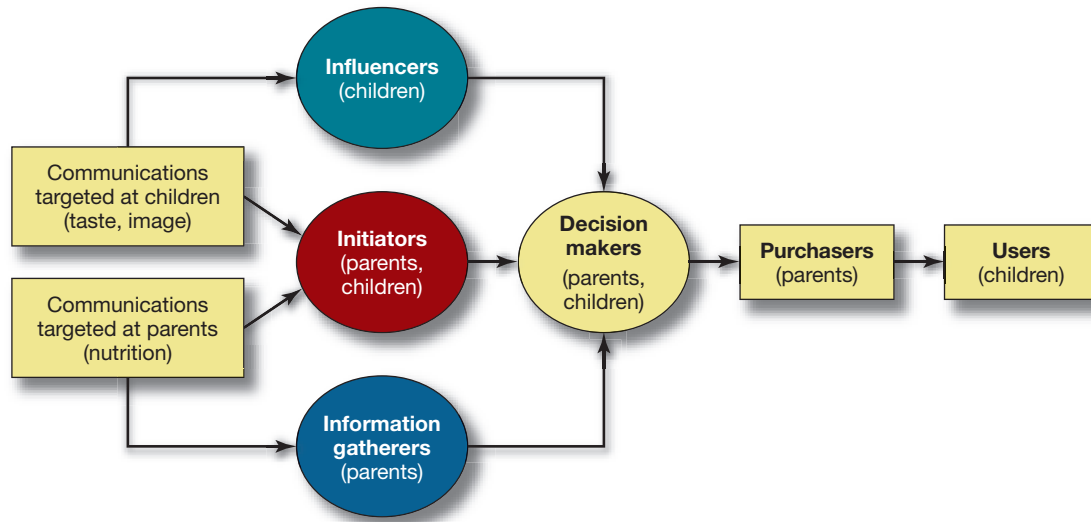 Influencers
(children)
Communications
targeted at children
(taste, image)
Initiators
(parents,
children)
Decision
makers
(parents,
children)
Purchasers
(parents)
Users
(children)
Communications
targeted at parents
(nutrition)
Information
gatherers
(parents)